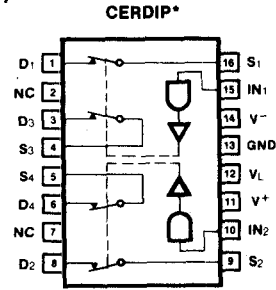 CERDIP*
D1 1 16 S1
NC 2 15 IN1
D3 3 14 V-
S3 4 13 GND
S4 5 12 VL
D4 6 11 V+
NC 7 10 IN2
D2 8 9 S2